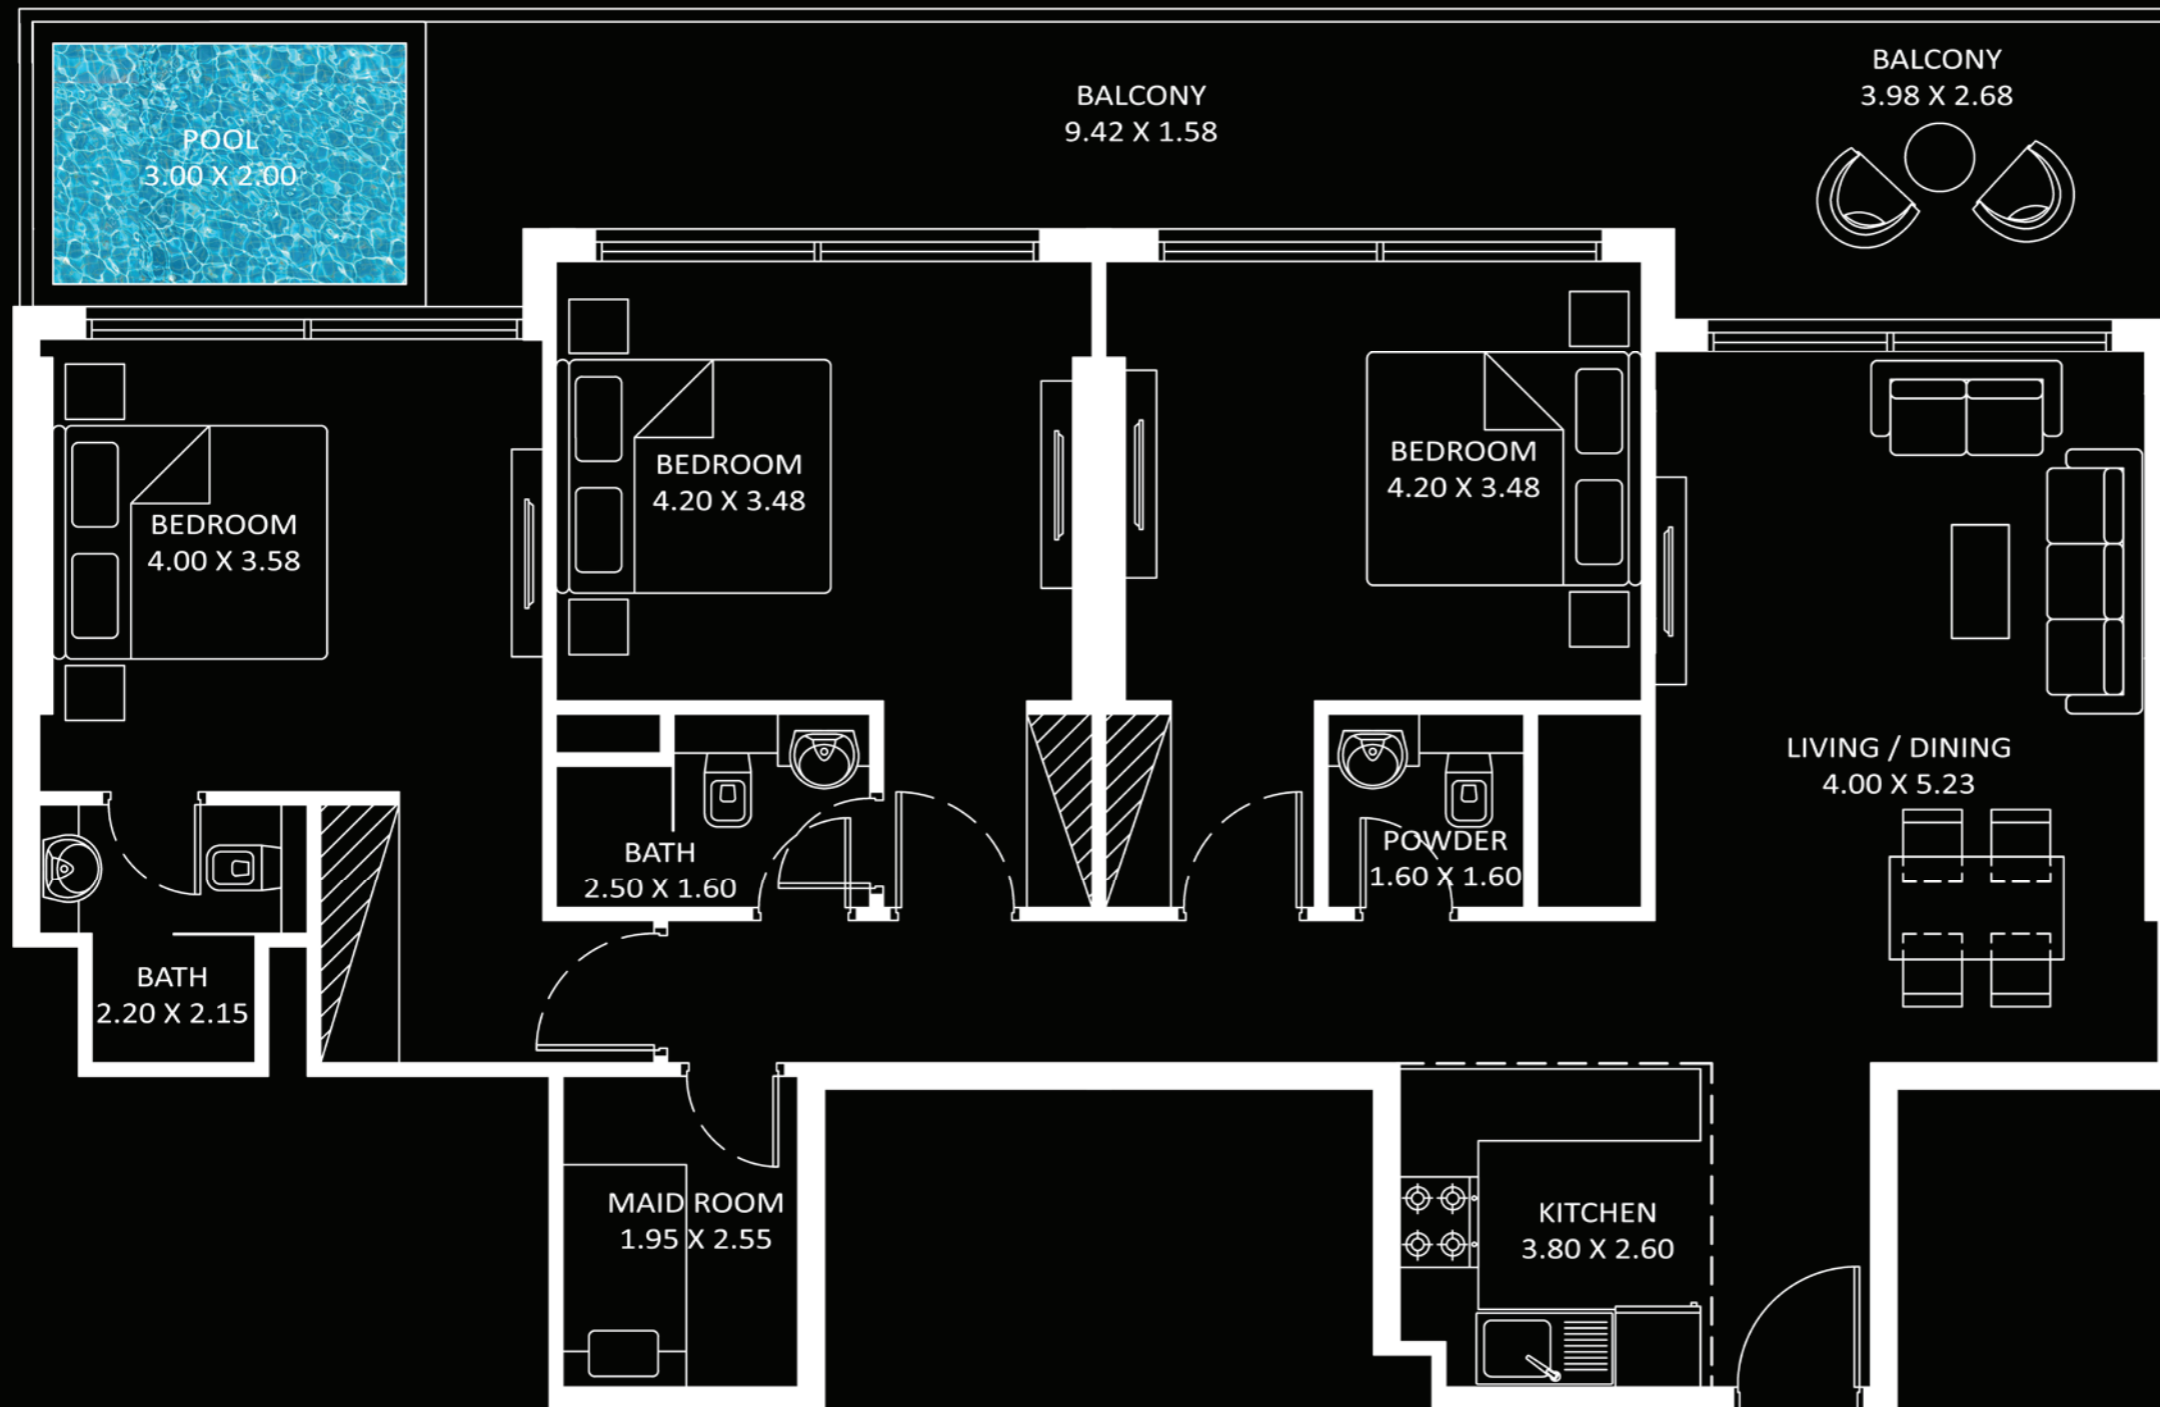 BALCONY
3.98 X 2.68
BALCONY
9.42 X 1.58
POOL
3.00 X 2.00
BEDROOM
4.00 X 3.58
BEDROOM
4.20 X 3.48
BEDROOM
4.20 X 3.48
LIVING / DINING
4.00 X 5.23
BATH
2.50 X 1.60
POWDER
1.60 X 1.60
BATH
2.20 X 2.15
MAID ROOM
1.95 X 2.55
KITCHEN
3.80 X 2.60